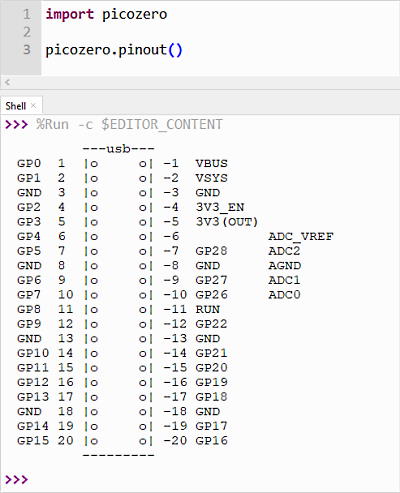 1 import picozero
2
3 picozero.pinout()
<
Shell ×
>>> %Run -c $EDITOR_CONTENT
---usb---
GP0 1 |o o| -1 VBUS
GP1 2 |o o| -2 VSYS
GND 3 |o o| -3 GND
GP2 4 |o o| -4 3V3_EN
GP3 5 |o o| -5 3V3(OUT)
GP4 6 |o o| -6 ADC_VREF
GP5 7 |o o| -7 GP28 ADC2
GND 8 |o o| -8 GND AGND
GP6 9 |o o| -9 GP27 ADC1
GP7 10 |o o| -10 GP26 ADC0
GP8 11 |o o| -11 RUN
GP9 12 |o o| -12 GP22
GND 13 |o o| -13 GND
GP10 14 |o o| -14 GP21
GP11 15 |o o| -15 GP20
GP12 16 |o o| -16 GP19
GP13 17 |o o| -17 GP18
GND 18 |o o| -18 GND
GP14 19 |o o| -19 GP17
GP15 20 |o o| -20 GP16
---------
>>>